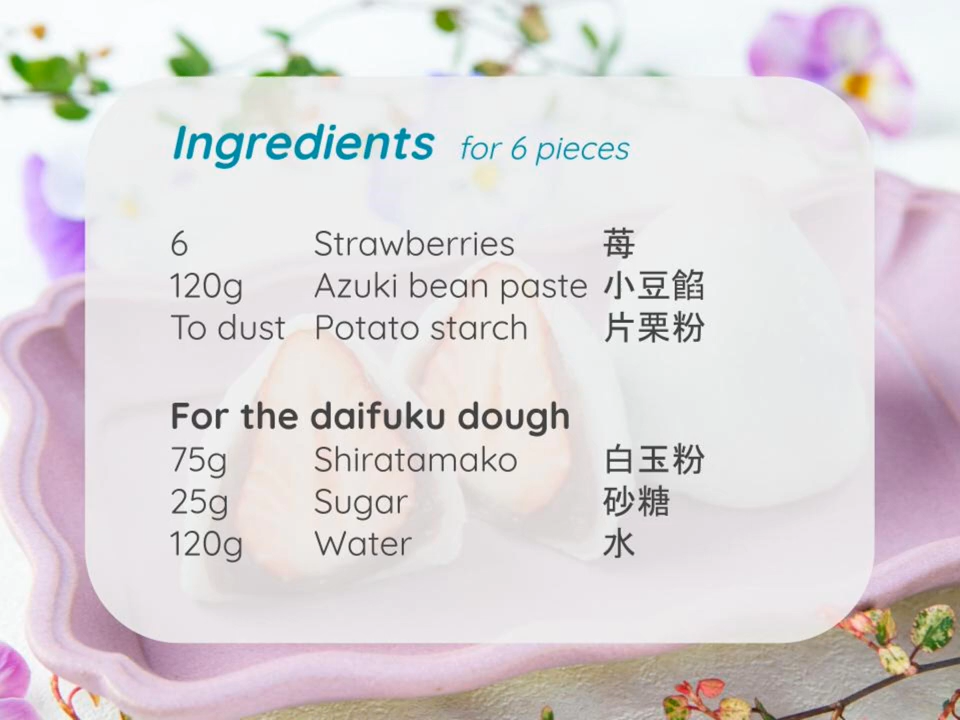 Ingredients for 6 pieces
6 Strawberries 苺
120g Azuki bean paste 小豆餡
To dust Potato starch 片栗粉
For the daifuku dough
75g Shiratamako 白玉粉
25g Sugar 砂糖
120g Water 水